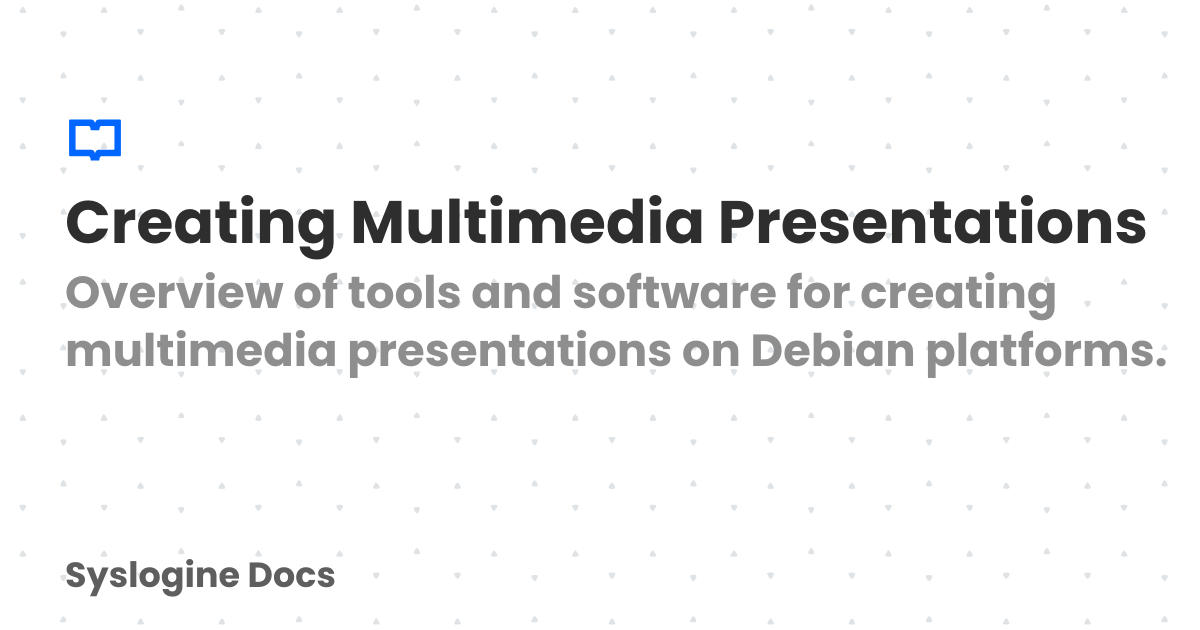 Creating Multimedia Presentations
Overview of tools and software for creating
multimedia presentations on Debian platforms.
Syslogine Docs